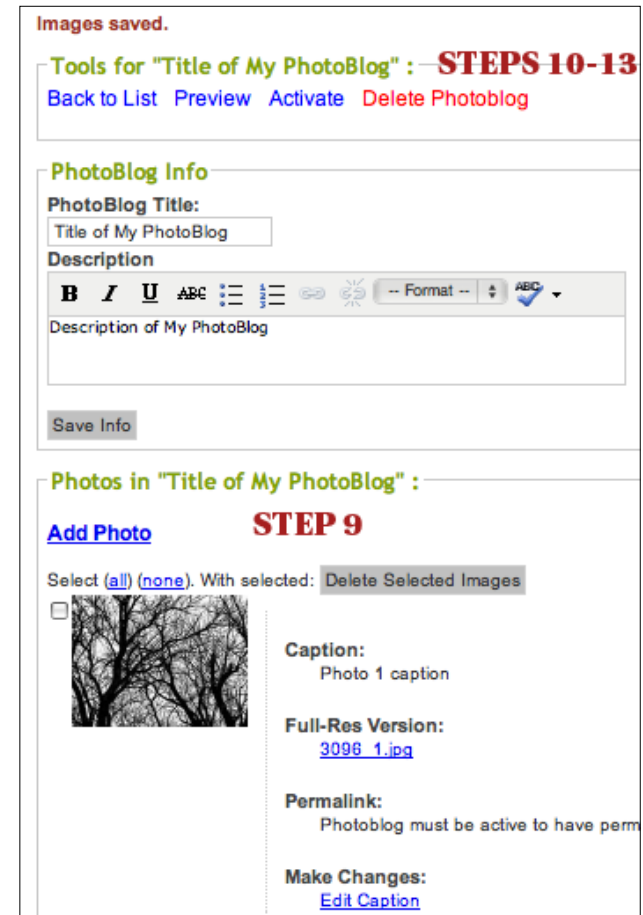 Images saved.
Tools for "Title of My PhotoBlog" : STEPS 10-13
Back to List Preview Activate Delete Photoblog
PhotoBlog Info
PhotoBlog Title:
Title of My PhotoBlog
Description
B I U ABC -- Format -- ABC
Description of My PhotoBlog
Save Info
Photos in "Title of My PhotoBlog" :
Add Photo STEP 9
Select (all) (none). With selected: Delete Selected Images
Caption:
Photo 1 caption
Full-Res Version:
3096_1.jpg
Permalink:
Photoblog must be active to have perm
Make Changes:
Edit Caption